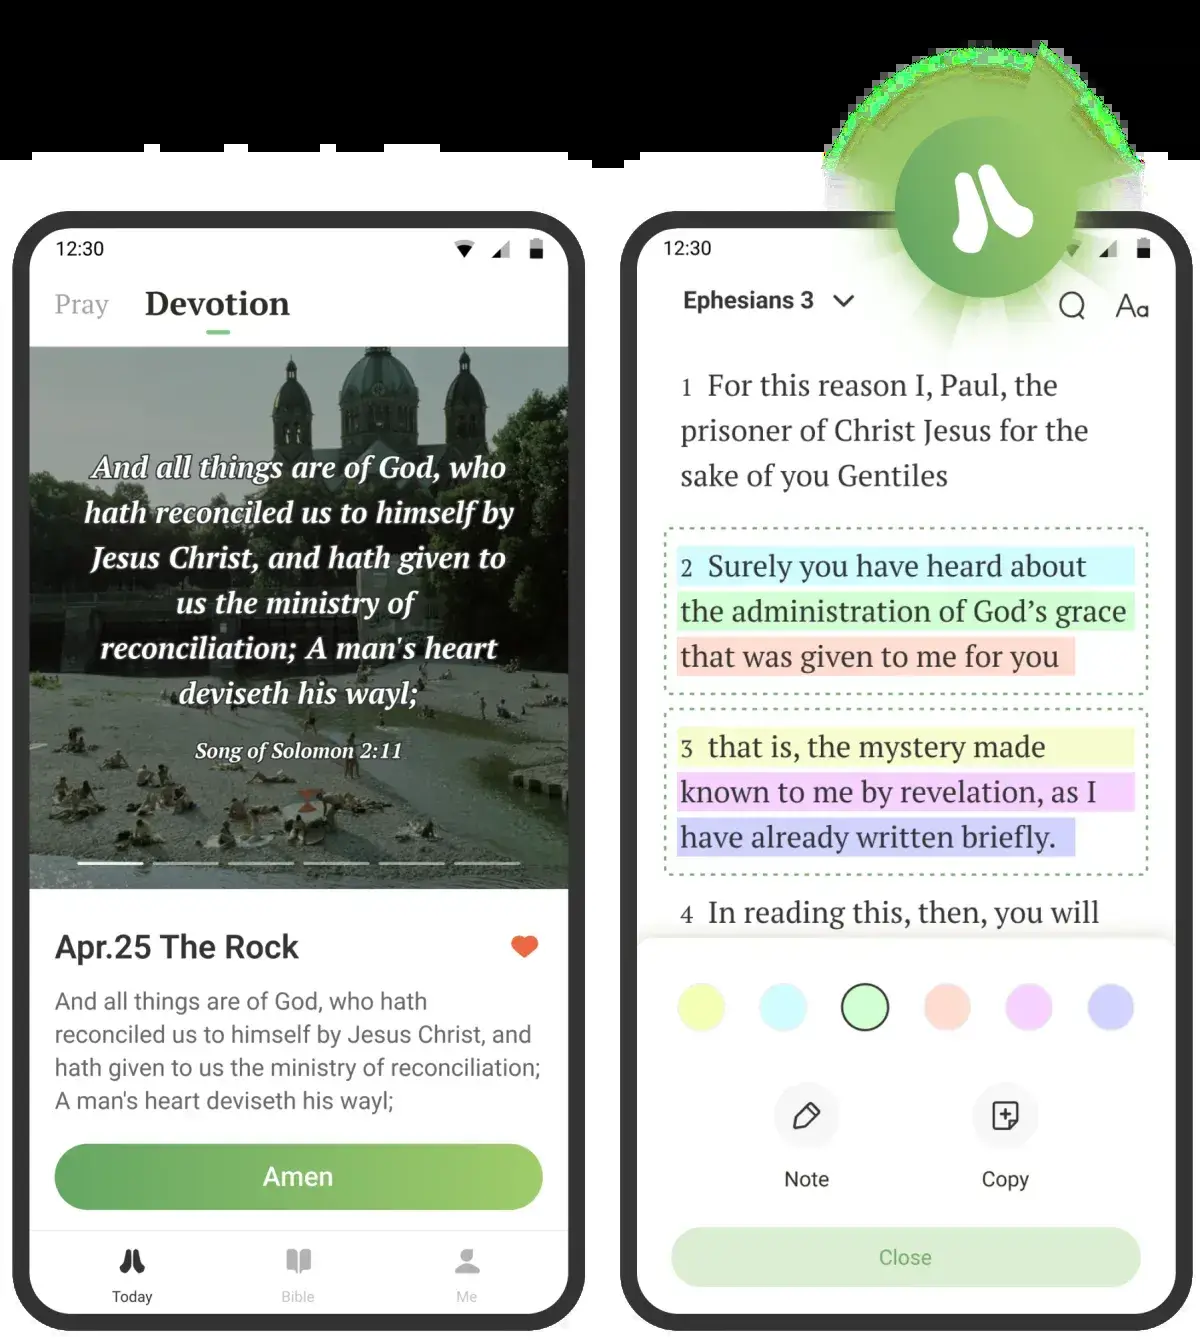 12:30
Pray Devotion
And all things are of God, who
hath reconciled us to himself by
Jesus Christ, and hath given to
us the ministry of
reconciliation; A man's heart
deviseth his wayl;
Song of Solomon 2:11
Apr.25 The Rock
And all things are of God, who hath
reconciled us to himself by Jesus Christ, and
hath given to us the ministry of reconciliation;
A man's heart deviseth his wayl;
Amen
Today Bible Me
12:30
Ephesians 3
Aa
1 For this reason I, Paul, the
prisoner of Christ Jesus for the
sake of you Gentiles
2 Surely you have heard about
the administration of God’s grace
that was given to me for you
3 that is, the mystery made
known to me by revelation, as I
have already written briefly.
4 In reading this, then, you will
Note Copy
Close